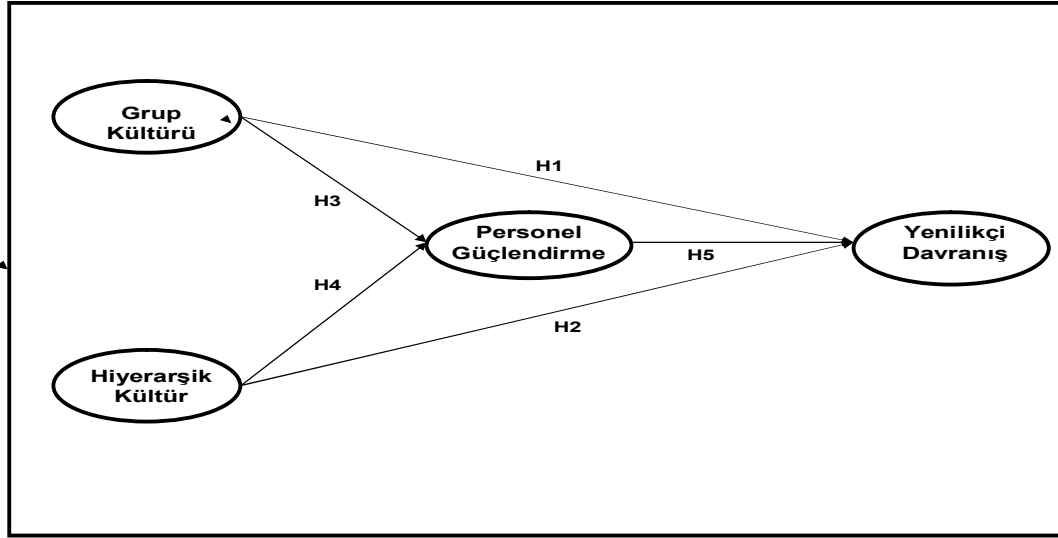 Grup
Kültürü
H1
H3
Personel
Güçlendirme
Yenilikçi
Davranış
H5
H4
H2
Hiyerarşik
Kültür